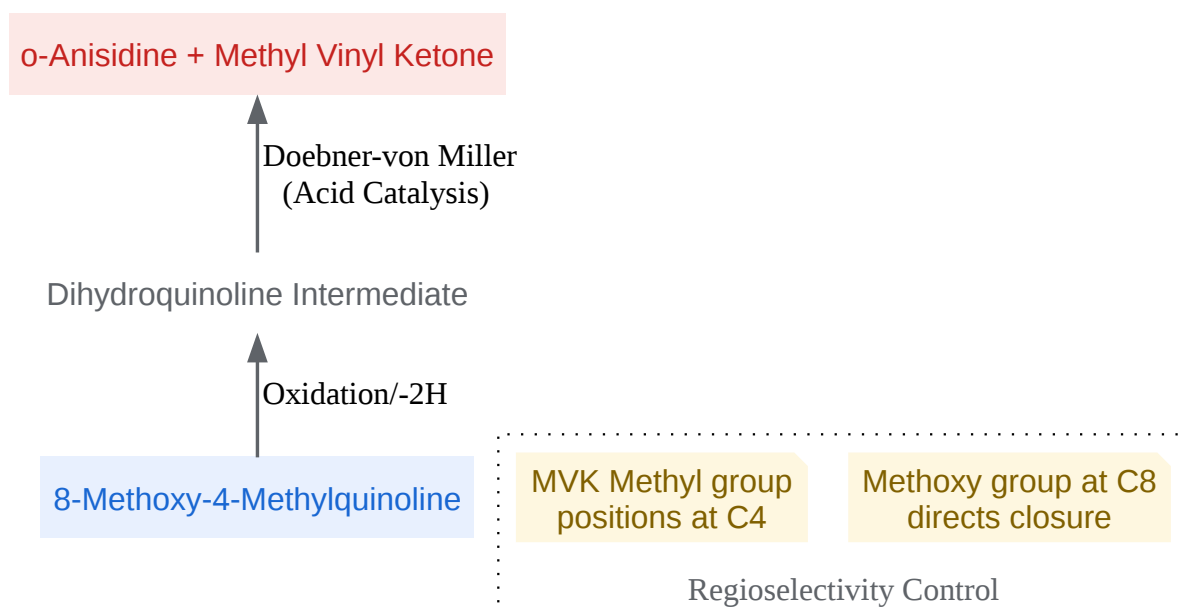 o-Anisidine + Methyl Vinyl Ketone
Doebner-von Miller
(Acid Catalysis)
Dihydroquinoline Intermediate
Oxidation/-2H
8-Methoxy-4-Methylquinoline
MVK Methyl group
positions at C4
Methoxy group at C8
directs closure
Regioselectivity Control